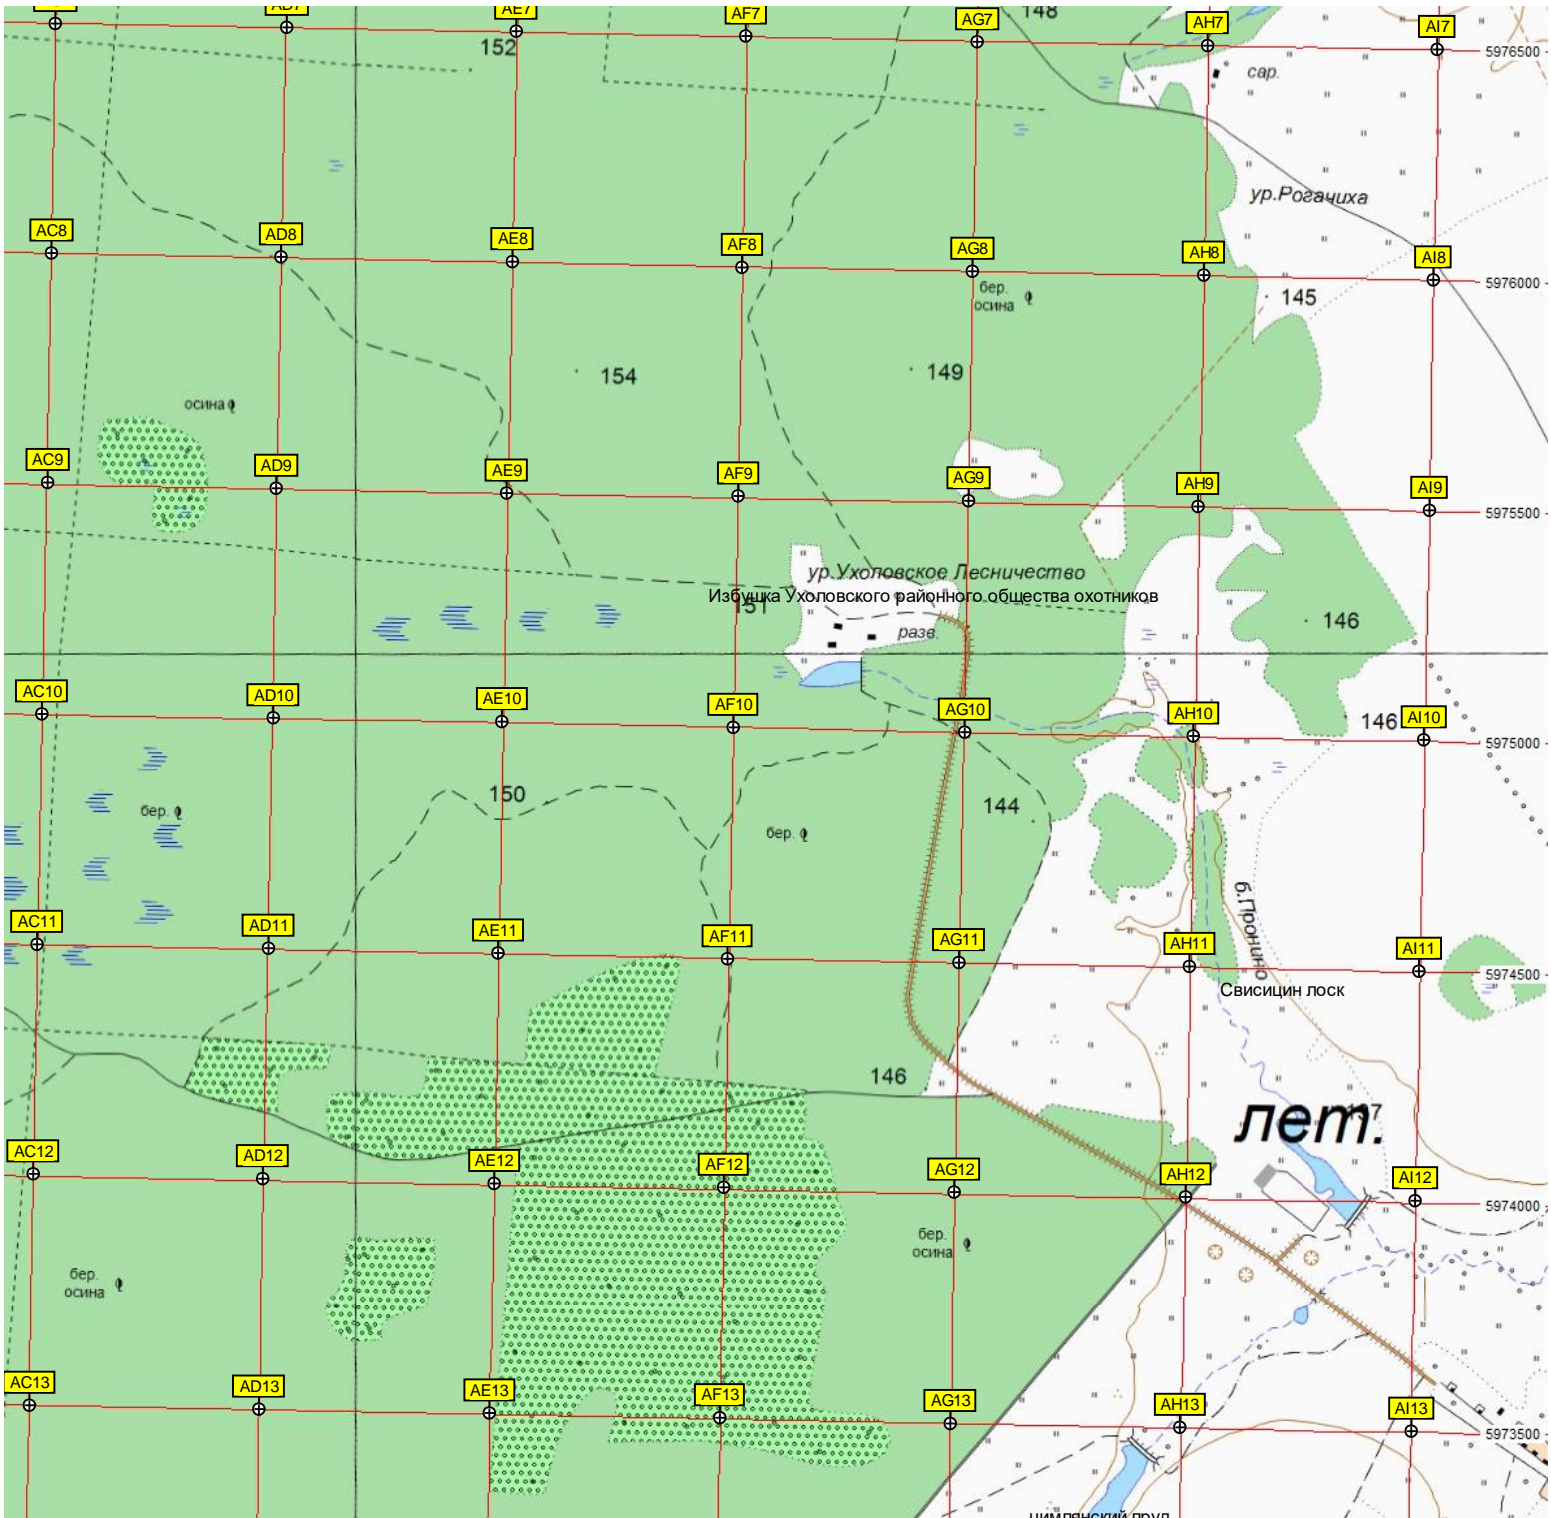 AD7
AE7
AF7
AG7
AH7
AI7
148
152
5976500
сар.
ур.Рогачиха
AC8
AD8
AE8
AF8
AG8
AH8
AI8
5976000
бер.
осина
145
154
149
осина
AC9
AD9
AE9
AF9
AG9
AH9
AI9
5975500
ур.Ухоловское Лесничество
Избушка Ухоловского районного общества охотников
151
146
разв.
AC10
AD10
AE10
AF10
AG10
AH10
146
AI10
5975000
150
144
бер.
бер.
б.Пронино
AC11
AD11
AE11
AF11
AG11
AH11
AI11
5974500
Свисицин лоск
146
лет.
AC12
AD12
AE12
AF12
AG12
AH12
AI12
5974000
бер.
осина
бер.
осина
AC13
AD13
AE13
AF13
AG13
AH13
AI13
5973500